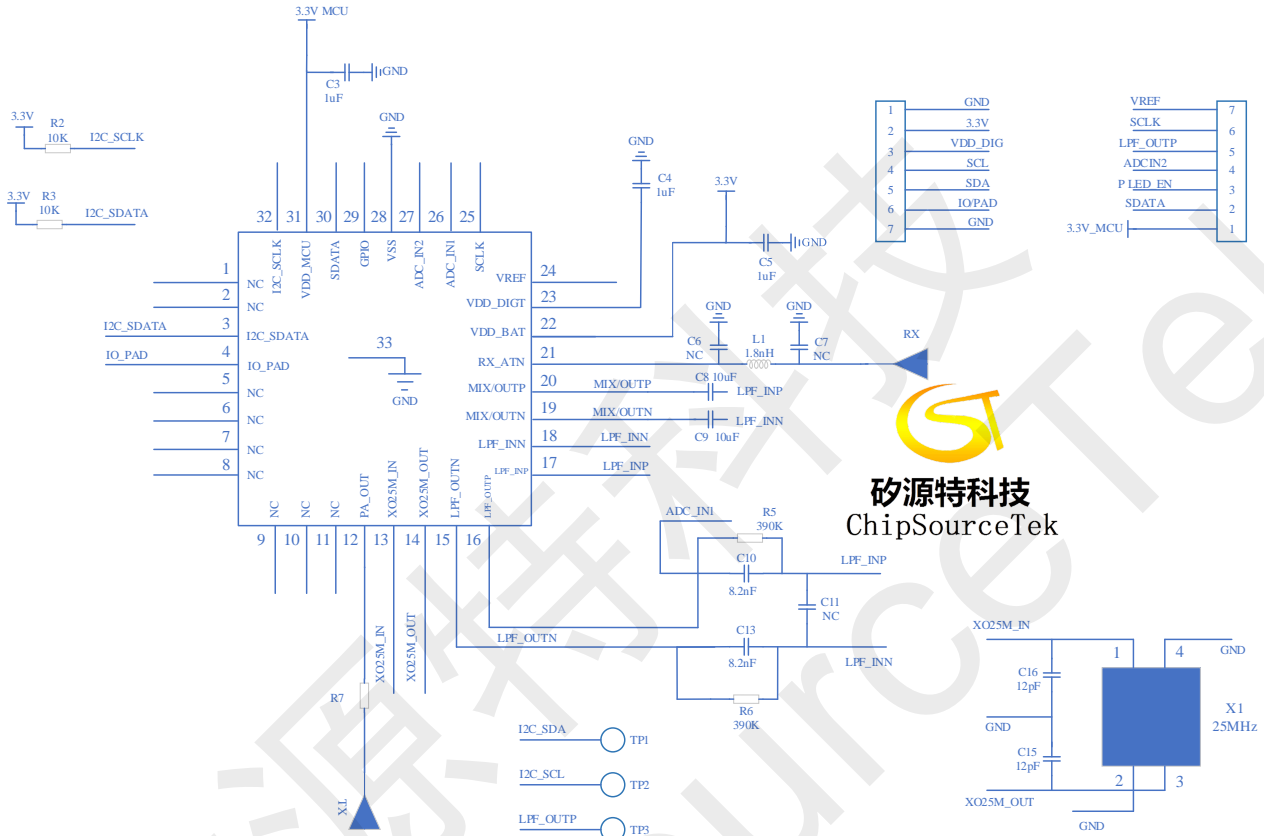 3.3V MCU
C3
1uF
GND
3.3V
R2
10K
I2C_SCLK
3.3V
R3
10K
I2C_SDATA
GND
GND
C4
1uF
3.3V
C5
1uF
GND
32
31
30
29
28
27
26
25
I2C_SCLK
VDD_MCU
SDATA
GPIO
VSS
ADC_IN2
ADC_IN1
SCLK
1
NC
2
NC
I2C_SDATA
3
I2C_SDATA
IO_PAD
4
IO_PAD
5
NC
6
NC
7
NC
8
NC
33
GND
24
VREF
23
VDD_DIGT
22
VDD_BAT
21
RX_ATN
20
MIX/OUTP
19
MIX/OUTN
18
LPF_INN
17
LPF_INP
GND
C6
NC
L1
1.8nH
GND
C7
NC
RX
MIX/OUTP
C8 10uF
LPF_INP
MIX/OUTN
C9 10uF
LPF_INN
LPF_INN
LPF_INP
NC
NC
NC
PA_OUT
XO25M_IN
XO25M_OUT
LPF_OUTN
LPF_OUTP
9
10
11
12
13
14
15
16
XO25M_IN
XO25M_OUT
R7
TX
LPF_OUTN
ADC_IN1
R5
390K
C10
8.2nF
LPF_INP
C11
NC
C13
8.2nF
LPF_INN
R6
390K
I2C_SDA
TP1
I2C_SCL
TP2
LPF_OUTP
TP3
1
GND
2
3.3V
3
VDD_DIG
4
SCL
5
SDA
6
IO/PAD
7
GND
VREF
7
SCLK
6
LPF_OUTP
5
ADCIN2
4
P LED_EN
3
SDATA
2
3.3V_MCU
1
矽源特科技
ChipSourceTek
XO25M_IN
C16
12pF
GND
C15
12pF
XO25M_OUT
1
4
GND
X1
25MHz
2
3
GND
源特科技
ourceTe